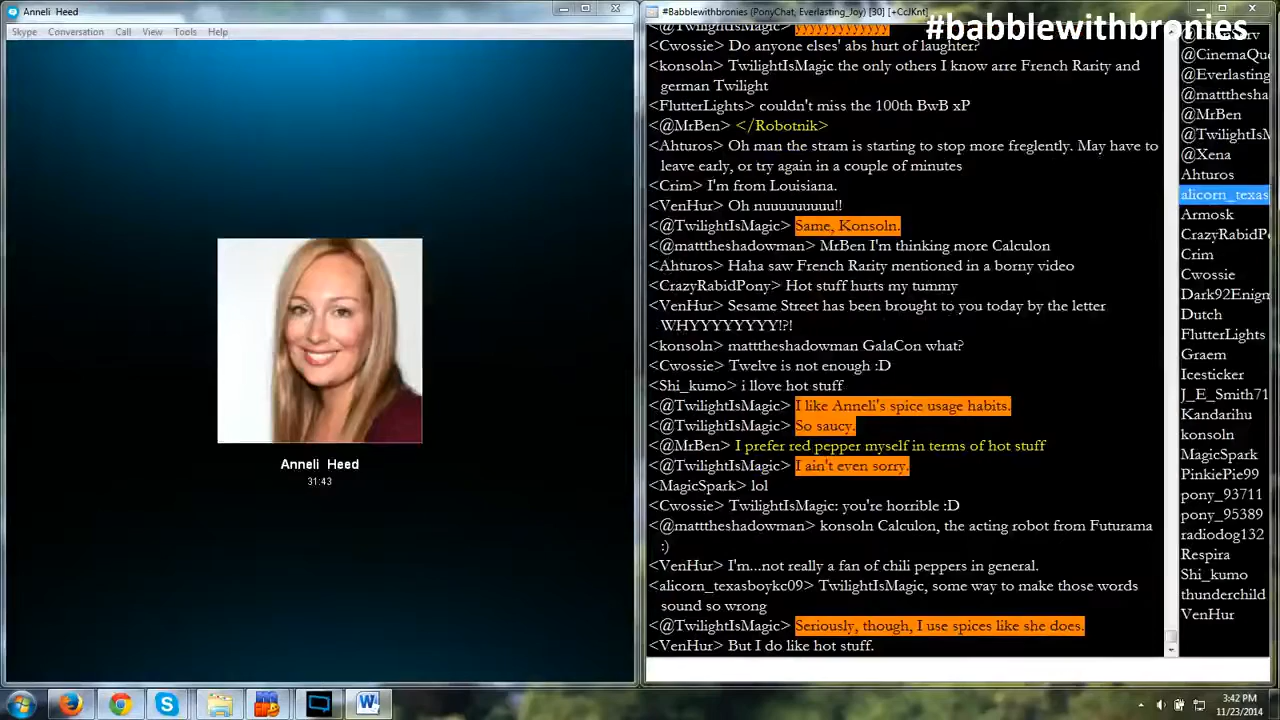 Anneli Heed
Skype Conversation Call View Tools Help
Anneli Heed
31:43
#Babblewithbronies (PonyChat, Everlasting_Joy) [30] [+CcJKnt]
#babblewithbronies
<@TwilightIsMagic>
<Cwossie> Do anyone elses' abs hurt of laughter?
<konsoln> TwilightIsMagic the only others I know arre French Rarity and
german Twilight
<FlutterLights> couldn't miss the 100th BwB xP
<@MrBen> </Robotnik>
<Ahturos> Oh man the stram is starting to stop more freglently. May have to
leave early, or try again in a couple of minutes
<Crim> I'm from Louisiana.
<VenHur> Oh nuuuuuuuuu!!
<@TwilightIsMagic> Same, Konsoln.
<@matttheshadowman> MrBen I'm thinking more Calculon
<Ahturos> Haha saw French Rarity mentioned in a borny video
<CrazyRabidPony> Hot stuff hurts my tummy
<VenHur> Sesame Street has been brought to you today by the letter
WHYYYYYYYY!?!
<konsoln> matttheshadowman GalaCon what?
<Cwossie> Twelve is not enough :D
<Shi_kumo> i llove hot stuff
<@TwilightIsMagic> I like Anneli's spice usage habits.
<@TwilightIsMagic> So saucy.
<@MrBen> I prefer red pepper myself in terms of hot stuff
<@TwilightIsMagic> I ain't even sorry.
<MagicSpark> lol
<Cwossie> TwilightIsMagic: you're horrible :D
<@matttheshadowman> konsoln Calculon, the acting robot from Futurama
:)
<VenHur> I'm...not really a fan of chili peppers in general.
<alicorn_texasboykc09> TwilightIsMagic, some way to make those words
sound so wrong
<@TwilightIsMagic> Seriously, though, I use spices like she does.
<VenHur> But I do like hot stuff.
@CinemaQu
@Everlasting
@mattthesha
@MrBen
@TwilightIsM
@Xena
Ahturos
alicorn_texas
Armosk
CrazyRabidP
Crim
Cwossie
Dark92Enigm
Dutch
FlutterLights
Graem
Icesticker
J_E_Smith71
Kandarihu
konsoln
MagicSpark
PinkiePie99
pony_93711
pony_95389
radiodog132
Respira
Shi_kumo
thunderchild
VenHur
3:42 PM
11/23/2014